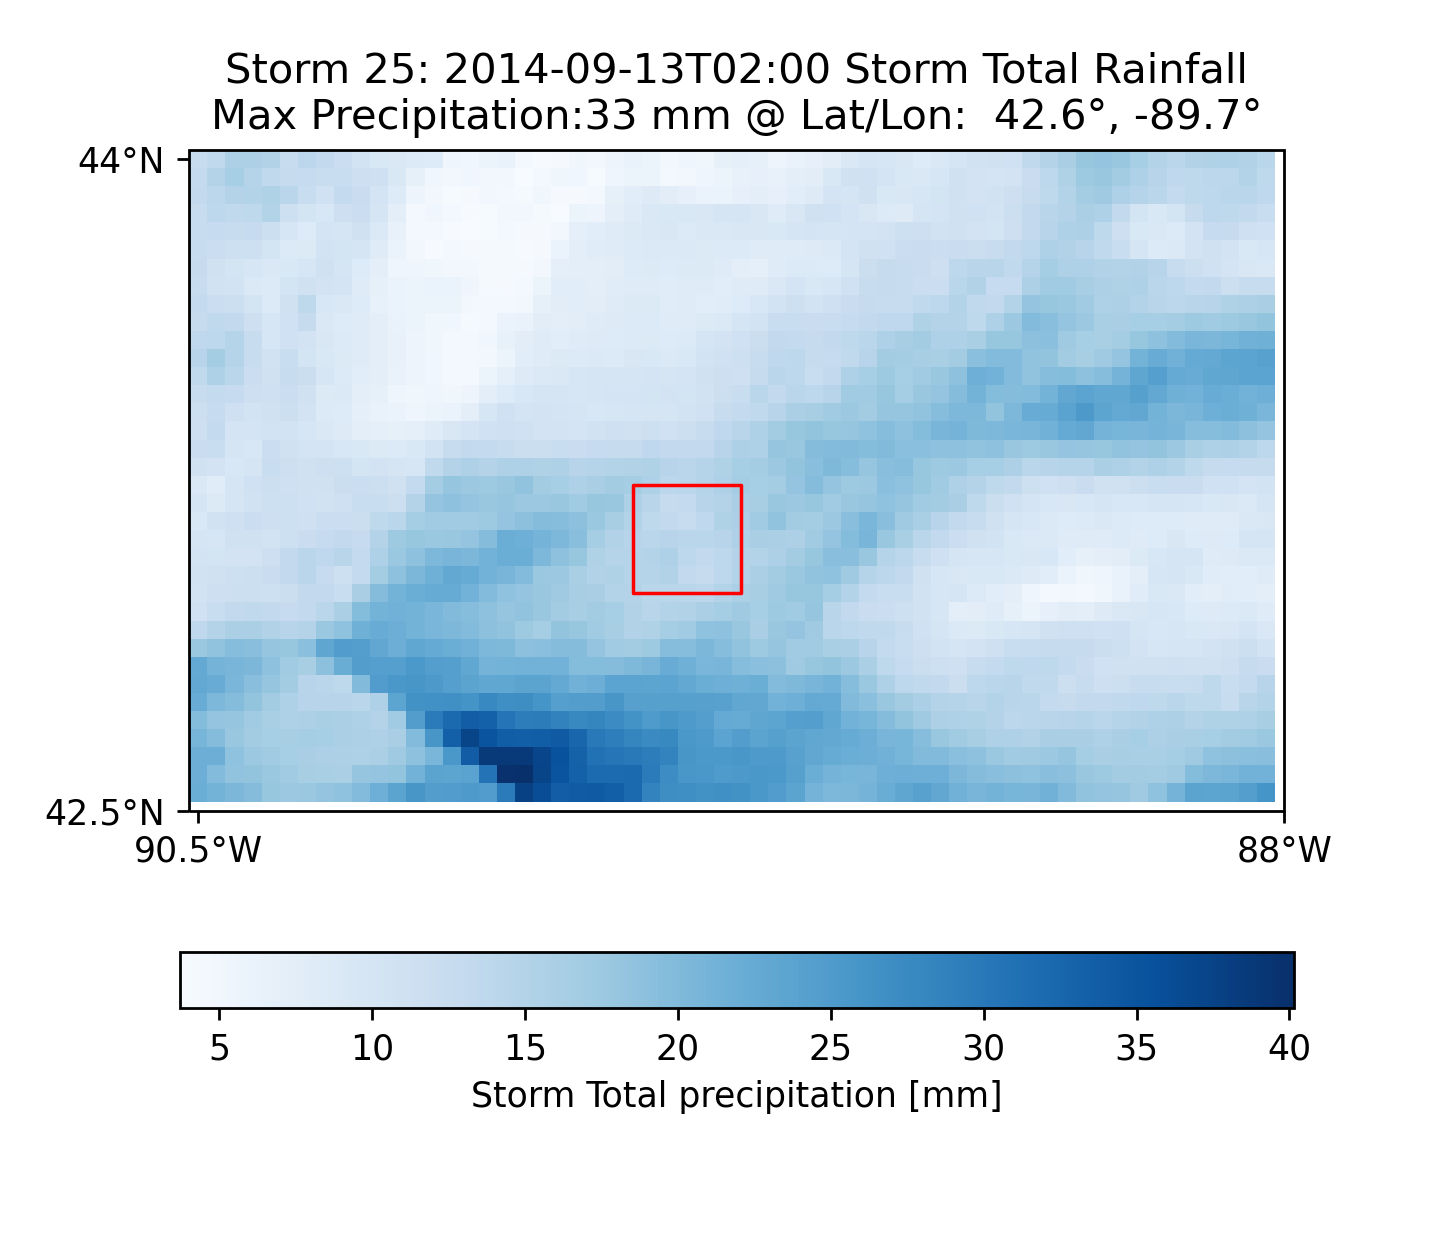 Storm 25: 2014-09-13T02:00 Storm Total Rainfall
Max Precipitation:33 mm @ Lat/Lon:  42.6°, -89.7°
44°N
42.5°N
90.5°W
88°W
5 10 15 20 25 30 35 40
Storm Total precipitation [mm]